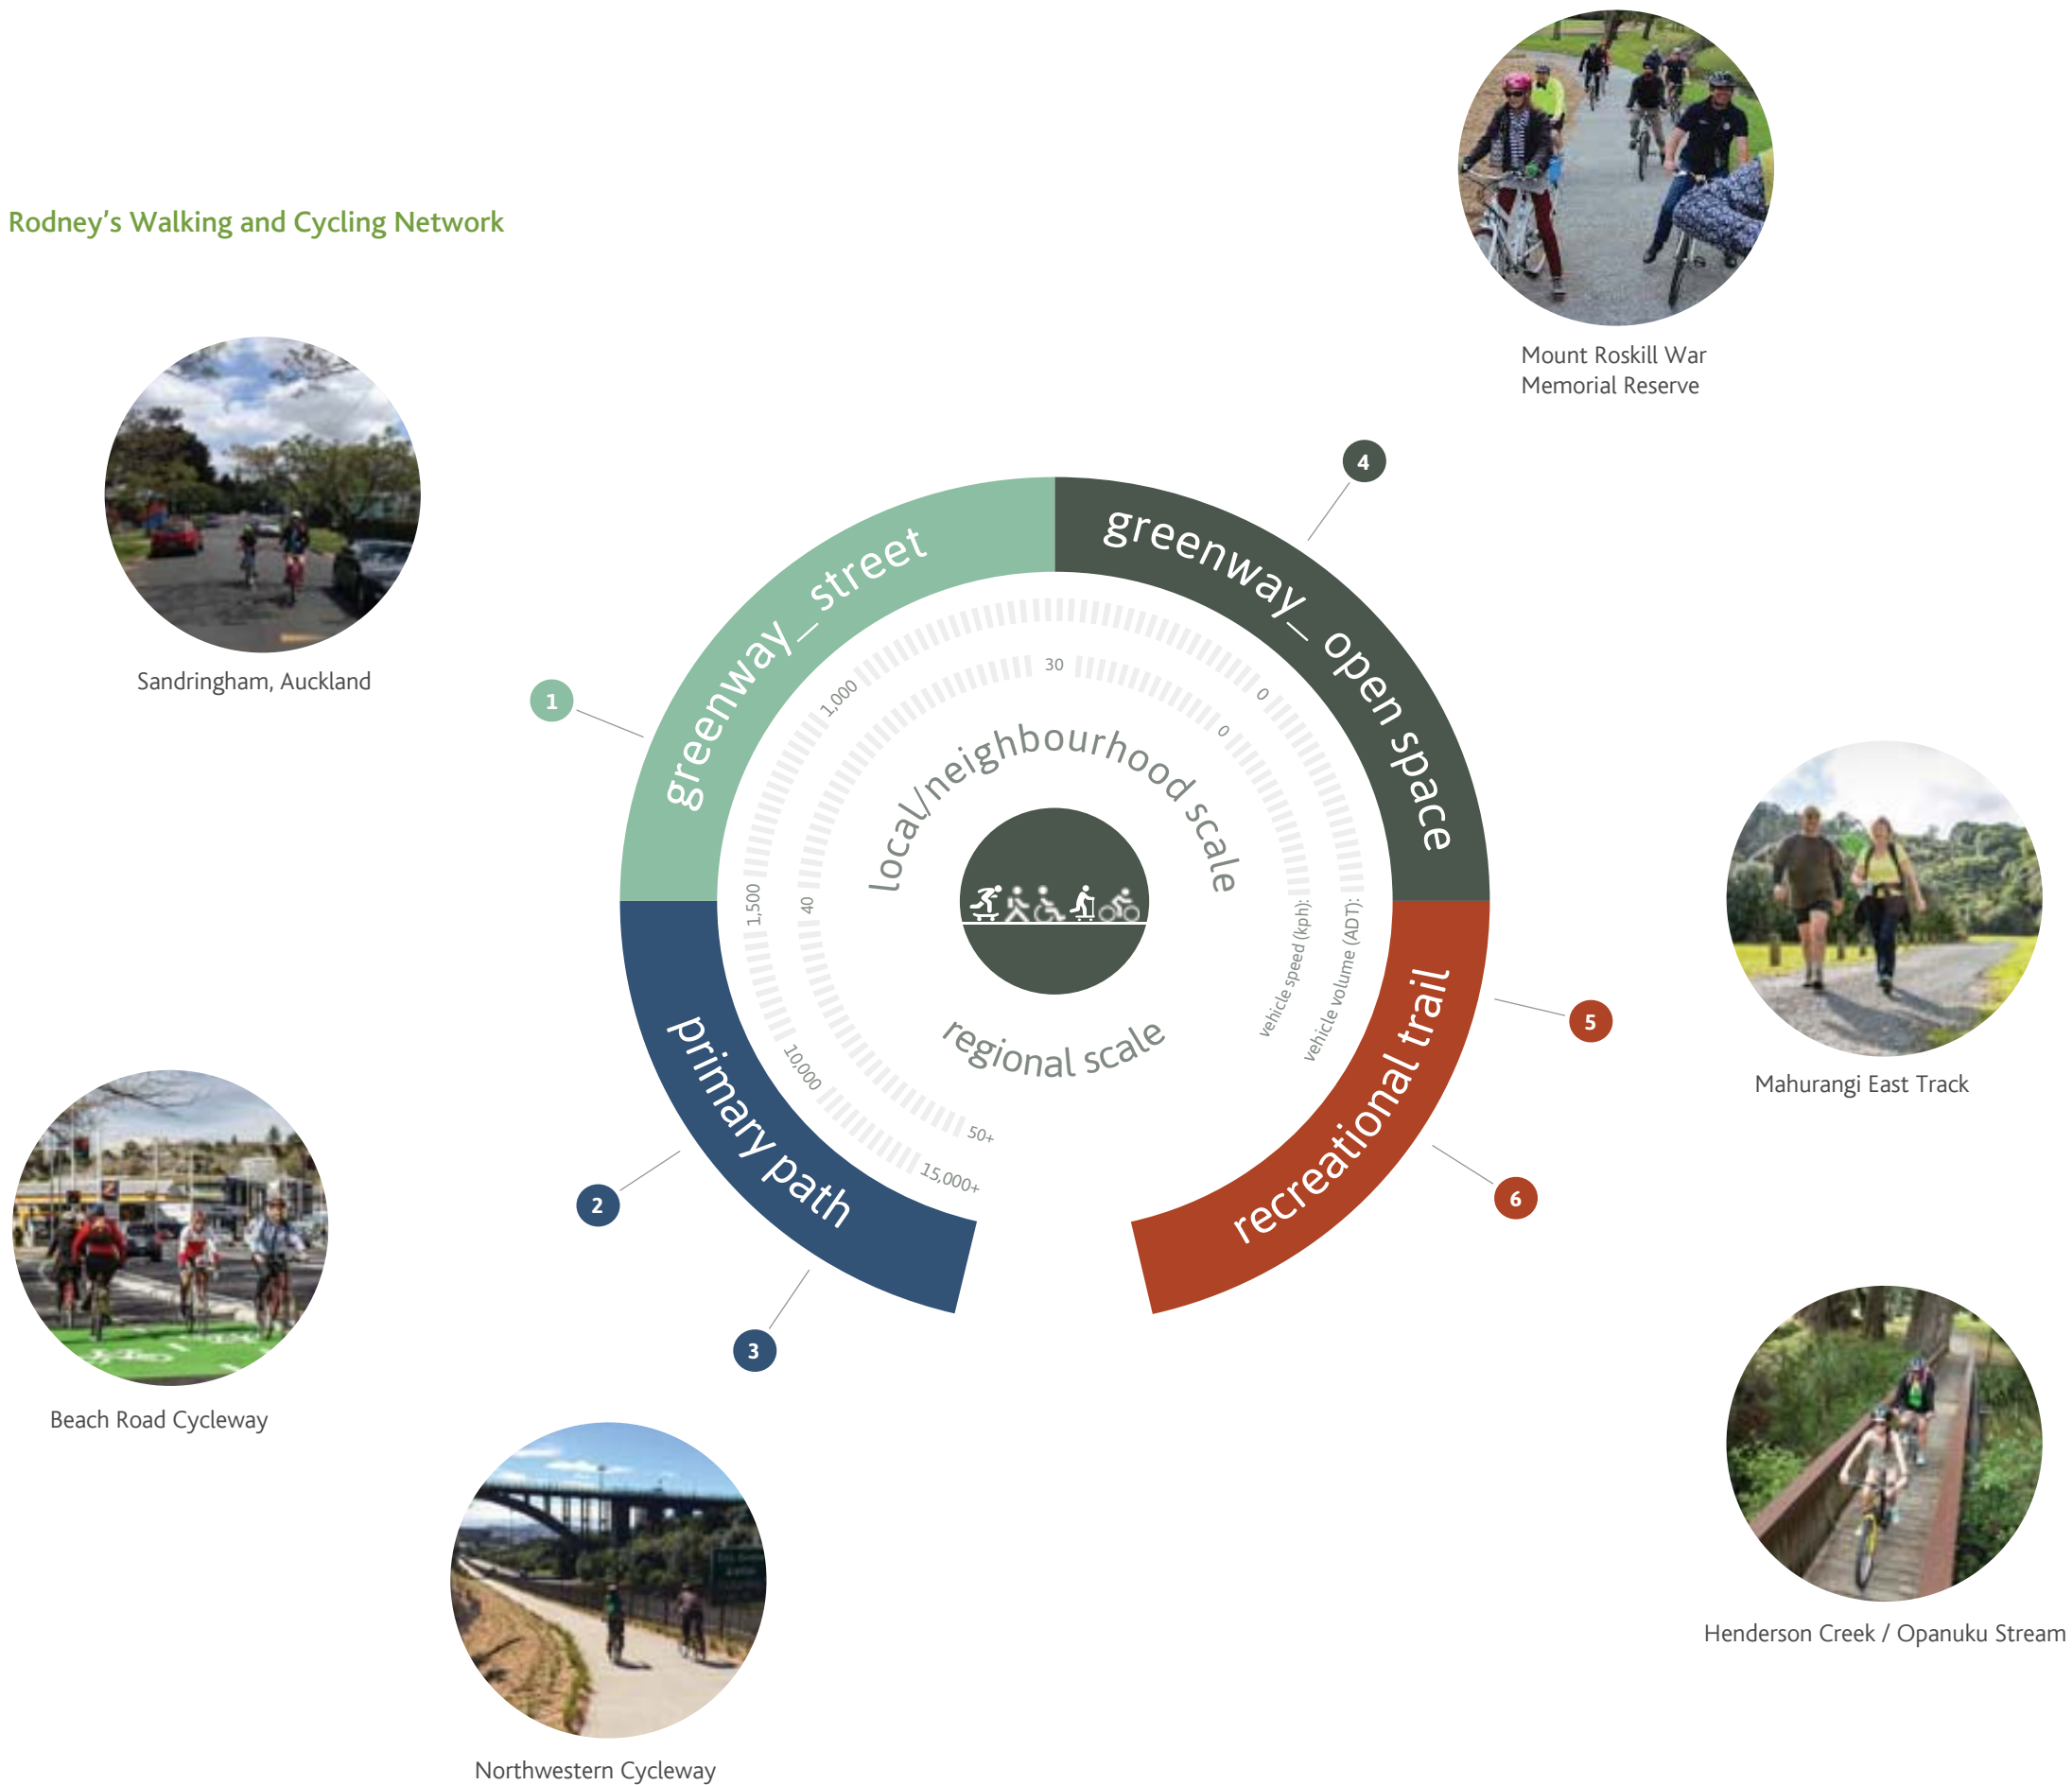 Rodney’s Walking and Cycling Network
Mount Roskill War
Memorial Reserve
Sandringham, Auckland
4
1
greenway_ street
greenway_ open space
1,000
30
0
0
local/neighbourhood scale
1,500
40
vehicle speed (kph):
vehicle volume (ADT):
regional scale
10,000
50+
15,000+
primary path
recreational trail
5
Mahurangi East Track
2
6
3
Beach Road Cycleway
Henderson Creek / Opanuku Stream
Northwestern Cycleway